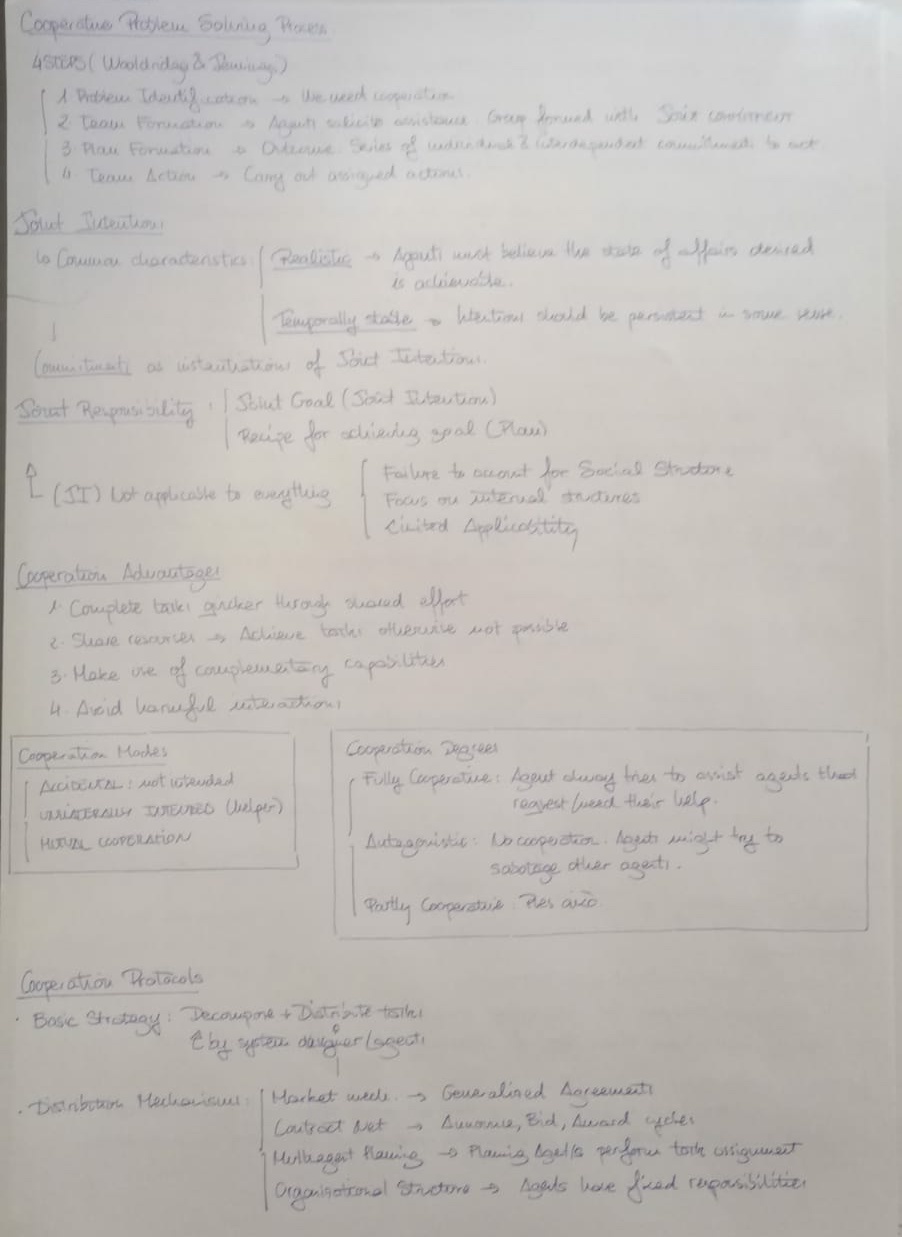 Cooperative Problem Solving Process
4 STEPS (Wooldridge & Jennings)
1 Problem Identification → We need cooperation
2. Team Formation → Agents solicits assistance. Group formed with Joint commitment
3. Plan Formation → Outcome: Series of individual & interdependent commitments to act.
4. Team Action → Carry out assigned actions.
Joint Intentions
↳ Common characteristics: Realistic → Agents must believe the state of affairs desired
is achievable.
Temporally stable → Intentions should be persistent in some sense.
Commitments as instantiations of Joint Intentions.
Joint Responsibility: Joint Goal (Joint Intention)
Recipe for achieving goal (Plan)
(JI) Not applicable to everything
Failure to account for Social Structure
Focus on internal structures
Limited Applicability
Cooperation Advantages
1. Complete tasks quicker through shared effort
2. Share resources → Achieve tasks otherwise not possible
3. Make use of complementary capabilities
4. Avoid harmful interactions
Cooperation Modes
ACCIDENTAL: not intended
UNILATERALLY INTENDED (helper)
MUTUAL COOPERATION
Cooperation Degrees
Fully Cooperative: Agent always tries to assist agents that
request/need their help.
Antagonistic: No cooperation. Agents might try to
sabotage other agents.
Partly Cooperative:
Cooperation Protocols
· Basic Strategy: Decompose + Distribute tasks
by system designer/agents
· Distribution Mechanisms: Market mech. → Generalized Agreements
Contract Net → Announce, Bid, Award cycles
Multiagent Planning → Planing Agents perform task assignment
Organisational Structure → Agents have fixed responsibilities